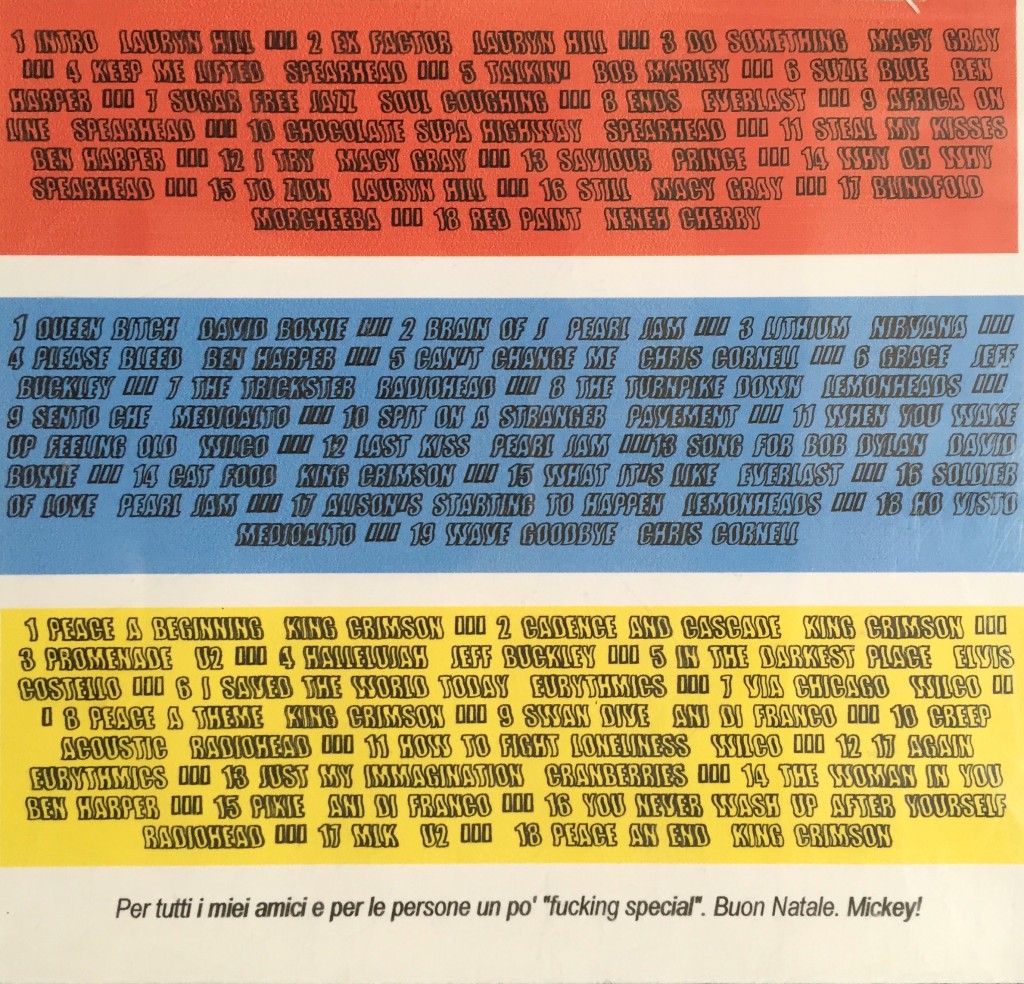 1 INTRO LAURYN HILL ▯▯▯ 2 EX FACTOR LAURYN HILL ▯▯▯ 3 DO SOMETHING MACY GRAY
▯▯▯ 4 KEEP ME LIFTED SPEARHEAD ▯▯▯ 5 TALKIN' BOB MARLEY ▯▯▯ 6 SUZIE BLUE BEN
HARPER ▯▯▯ 7 SUGAR FREE JAZZ SOUL COUGHING ▯▯▯ 8 ENDS EVERLAST ▯▯▯ 9 AFRICA ON
LINE SPEARHEAD ▯▯▯ 10 CHOCOLATE SUPA HIGHWAY SPEARHEAD ▯▯▯ 11 STEAL MY KISSES
BEN HARPER ▯▯▯ 12 I TRY MACY GRAY ▯▯▯ 13 SAVIOUR PRINCE ▯▯▯ 14 WHY OH WHY
SPEARHEAD ▯▯▯ 15 TO ZION LAURYN HILL ▯▯▯ 16 STILL MACY GRAY ▯▯▯ 17 BLINDFOLD
MORCHEEBA ▯▯▯ 18 RED PAINT NENEH CHERRY
1 QUEEN BITCH DAVID BOWIE ▯▯▯ 2 BRAIN OF J PEARL JAM ▯▯▯ 3 LITHIUM NIRVANA ▯▯▯
4 PLEASE BLEED BEN HARPER ▯▯▯ 5 CAN'T CHANGE ME CHRIS CORNELL ▯▯▯ 6 GRACE JEFF
BUCKLEY ▯▯▯ 7 THE TRICKSTER RADIOHEAD ▯▯▯ 8 THE TURNPIKE DOWN LEMONHEADS ▯▯▯
9 SENTO CHE MEDIOALTO ▯▯▯ 10 SPIT ON A STRANGER PAVEMENT ▯▯▯ 11 WHEN YOU WAKE
UP FEELING OLD WILCO ▯▯▯ 12 LAST KISS PEARL JAM ▯▯▯13 SONG FOR BOB DYLAN DAVID
BOWIE ▯▯▯ 14 CAT FOOD KING CRIMSON ▯▯▯ 15 WHAT IT'S LIKE EVERLAST ▯▯▯ 16 SOLDIER
OF LOVE PEARL JAM ▯▯▯ 17 ALISON'S STARTING TO HAPPEN LEMONHEADS ▯▯▯ 18 HO VISTO
MEDIOALTO ▯▯▯ 19 WAVE GOODBYE CHRIS CORNELL
1 PEACE A BEGINNING KING CRIMSON ▯▯▯ 2 CADENCE AND CASCADE KING CRIMSON ▯▯▯
3 PROMENADE U2 ▯▯▯ 4 HALLELUJAH JEFF BUCKLEY ▯▯▯ 5 IN THE DARKEST PLACE ELVIS
COSTELLO ▯▯▯ 6 I SAVED THE WORLD TODAY EURYTHMICS ▯▯▯ 7 VIA CHICAGO WILCO ▯▯
▯ 8 PEACE A THEME KING CRIMSON ▯▯▯ 9 SWAN DIVE ANI DI FRANCO ▯▯▯ 10 CREEP
ACOUSTIC RADIOHEAD ▯▯▯ 11 HOW TO FIGHT LONELINESS WILCO ▯▯▯ 12 17 AGAIN
EURYTHMICS ▯▯▯ 13 JUST MY IMMAGINATION CRANBERRIES ▯▯▯ 14 THE WOMAN IN YOU
BEN HARPER ▯▯▯ 15 PIXIE ANI DI FRANCO ▯▯▯ 16 YOU NEVER WASH UP AFTER YOURSELF
RADIOHEAD ▯▯▯ 17 MLK U2 ▯▯▯ 18 PEACE AN END KING CRIMSON
Per tutti i miei amici e per le persone un po' "fucking special". Buon Natale. Mickey!